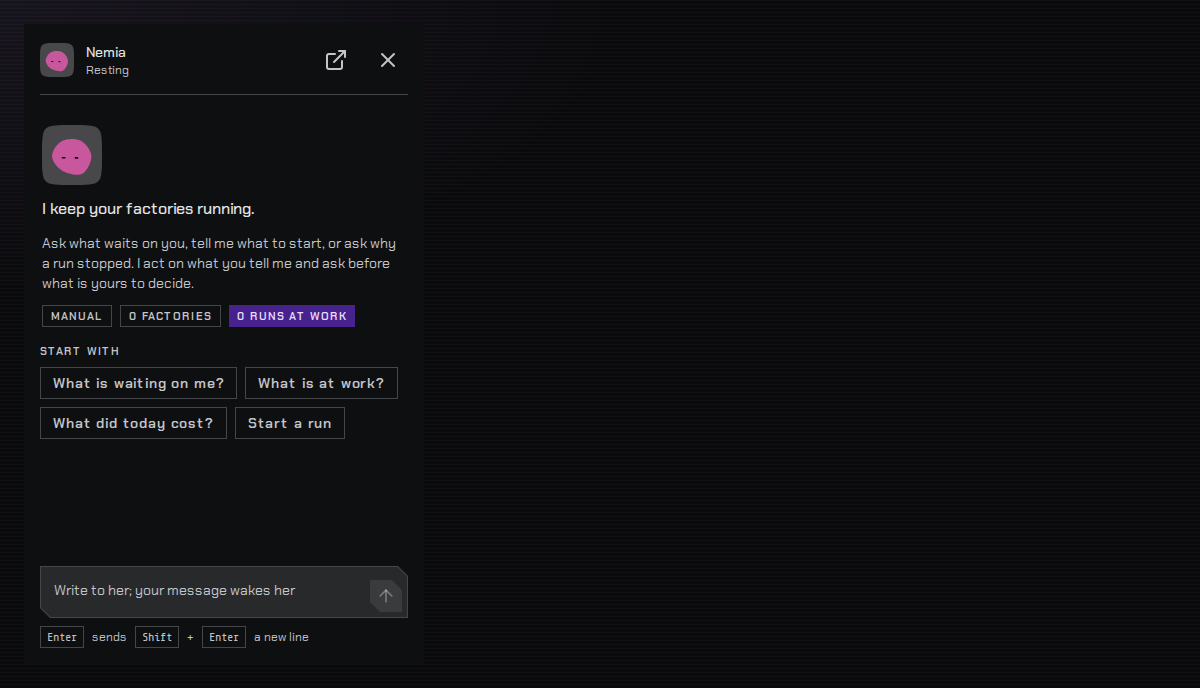 Nemia
Resting
I keep your factories running.
Ask what waits on you, tell me what to start, or ask why
a run stopped. I act on what you tell me and ask before
what is yours to decide.
MANUAL 0 FACTORIES 0 RUNS AT WORK
START WITH
What is waiting on me? What is at work?
What did today cost? Start a run
Write to her; your message wakes her
Enter sends Shift + Enter a new line